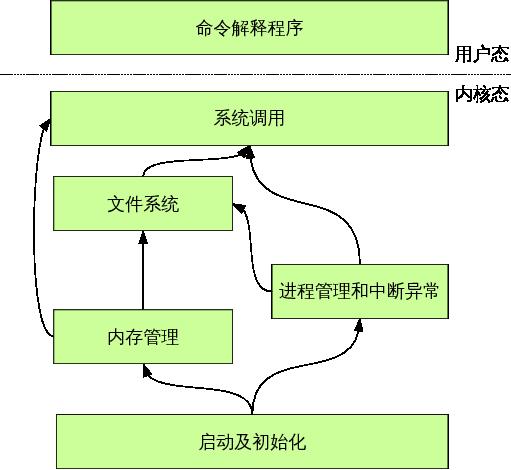 命令解释程序
用户态
内核态
系统调用
文件系统
进程管理和中断异常
内存管理
启动及初始化